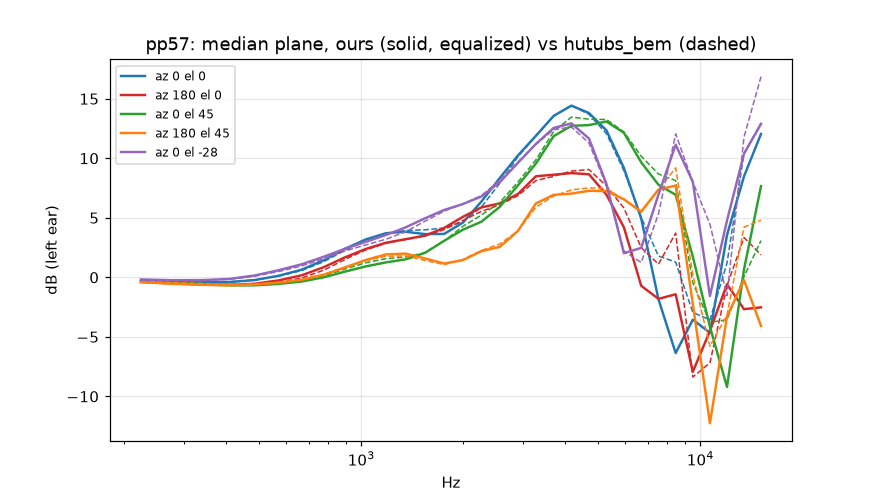 pp57: median plane, ours (solid, equalized) vs hutubs_bem (dashed)
az 0 el 0
az 180 el 0
az 0 el 45
az 180 el 45
az 0 el -28
15
10
5
0
−5
−10
dB (left ear)
10³
10⁴
Hz